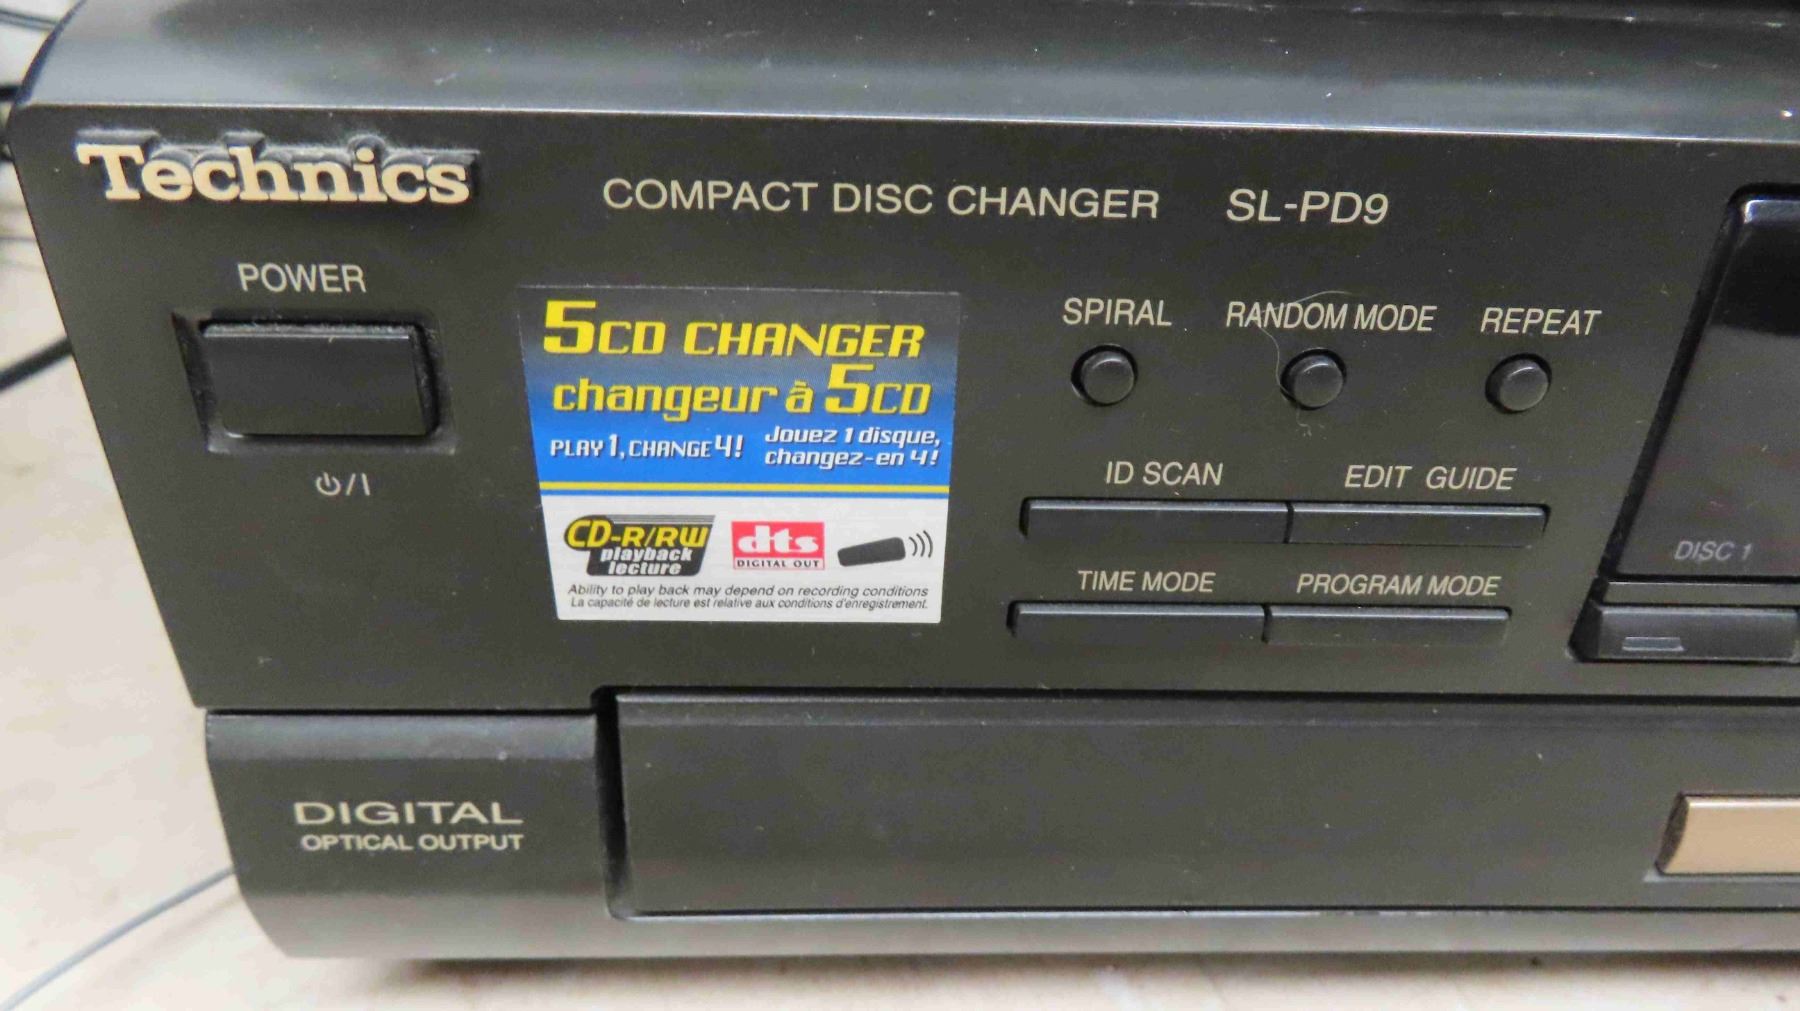 Technics
COMPACT DISC CHANGER SL-PD9
POWER
⏻/I
5CD CHANGER
changeur à 5CD
PLAY 1, CHANGE 4!
Jouez 1 disque,
changez-en 4!
CD-R/RW
playback
lecture
dts
DIGITAL OUT
Ability to play back may depend on recording conditions
La capacité de lecture est relative aux conditions d'enregistrement.
SPIRAL RANDOM MODE REPEAT
ID SCAN EDIT GUIDE
TIME MODE PROGRAM MODE
DISC 1
DIGITAL
OPTICAL OUTPUT